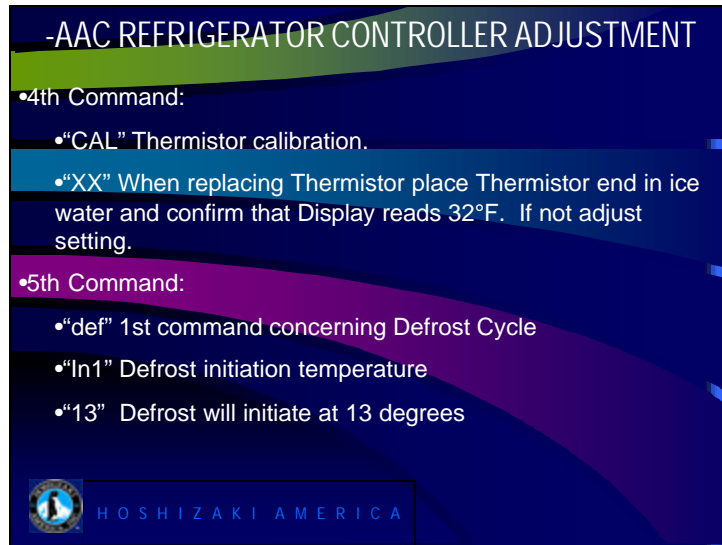 -AAC REFRIGERATOR CONTROLLER ADJUSTMENT
•4th Command:
•“CAL” Thermistor calibration.
•“XX” When replacing Thermistor place Thermistor end in ice
water and confirm that Display reads 32°F.  If not adjust
setting.
•5th Command:
•“def” 1st command concerning Defrost Cycle
•“In1” Defrost initiation temperature
•“13”  Defrost will initiate at 13 degrees
HOSHIZAKI AMERICA